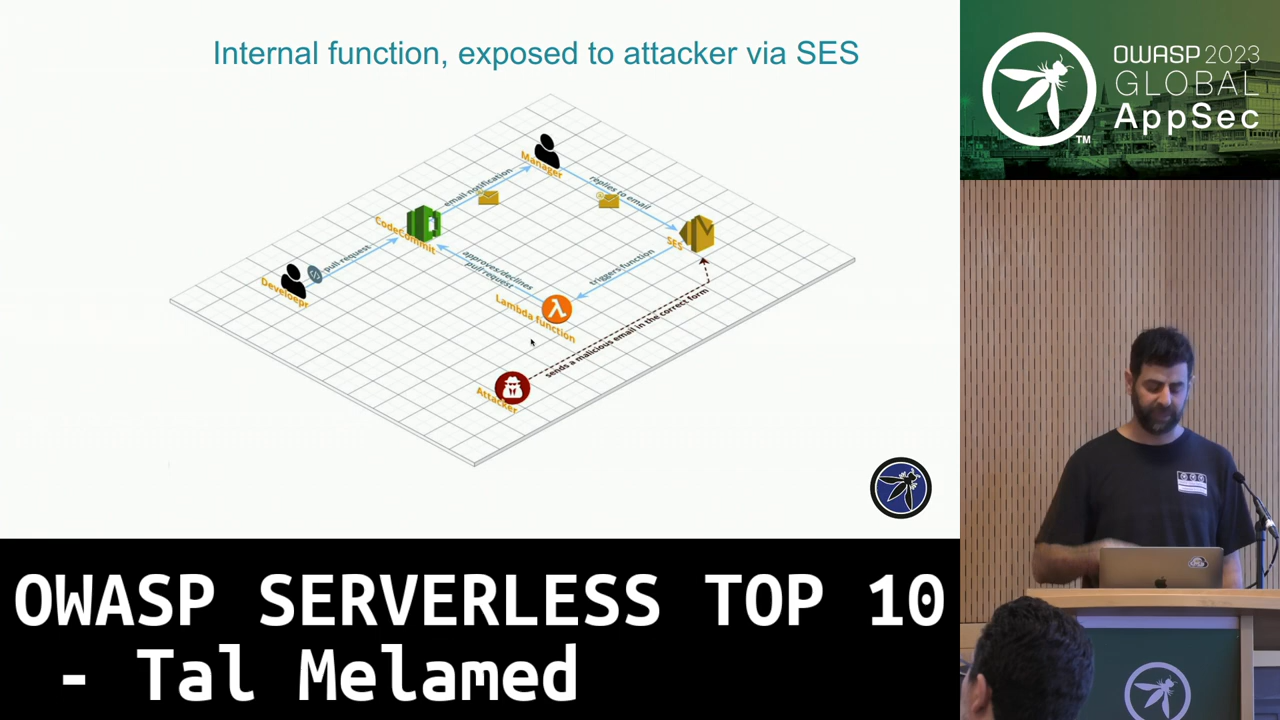 Internal function, exposed to attacker via SES
Manager
email notification
replies to email
CodeCommit
SES
pull request
approves/declines
pull request
triggers function
Develoepr
Lambda function
sends a malicious email in the correct form
Attacker
OWASP 2023
GLOBAL
AppSec
TM
OWASP SERVERLESS TOP 10
- Tal Melamed